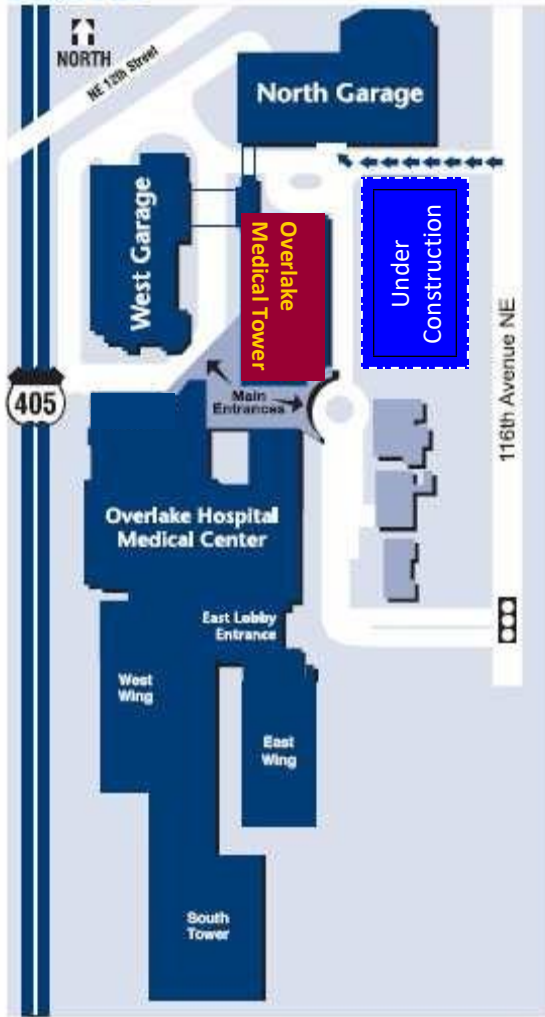 NORTH
NE 12th Street
North Garage
West Garage
Overlake
Medical Tower
Under
Construction
116th Avenue NE
405
Main
Entrances
Overlake Hospital
Medical Center
East Lobby
Entrance
West
Wing
East
Wing
South
Tower